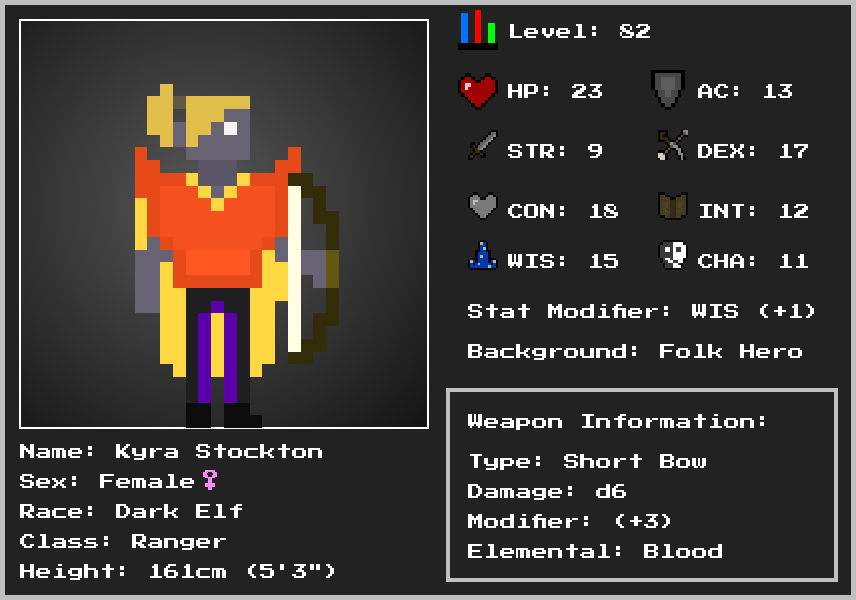 Level: 82
HP: 23 AC: 13
STR: 9 DEX: 17
CON: 18 INT: 12
WIS: 15 CHA: 11
Stat Modifier: WIS (+1)
Background: Folk Hero
Weapon Information:
Type: Short Bow
Damage: d6
Modifier: (+3)
Elemental: Blood
Name: Kyra Stockton
Sex: Female♀
Race: Dark Elf
Class: Ranger
Height: 161cm (5'3")